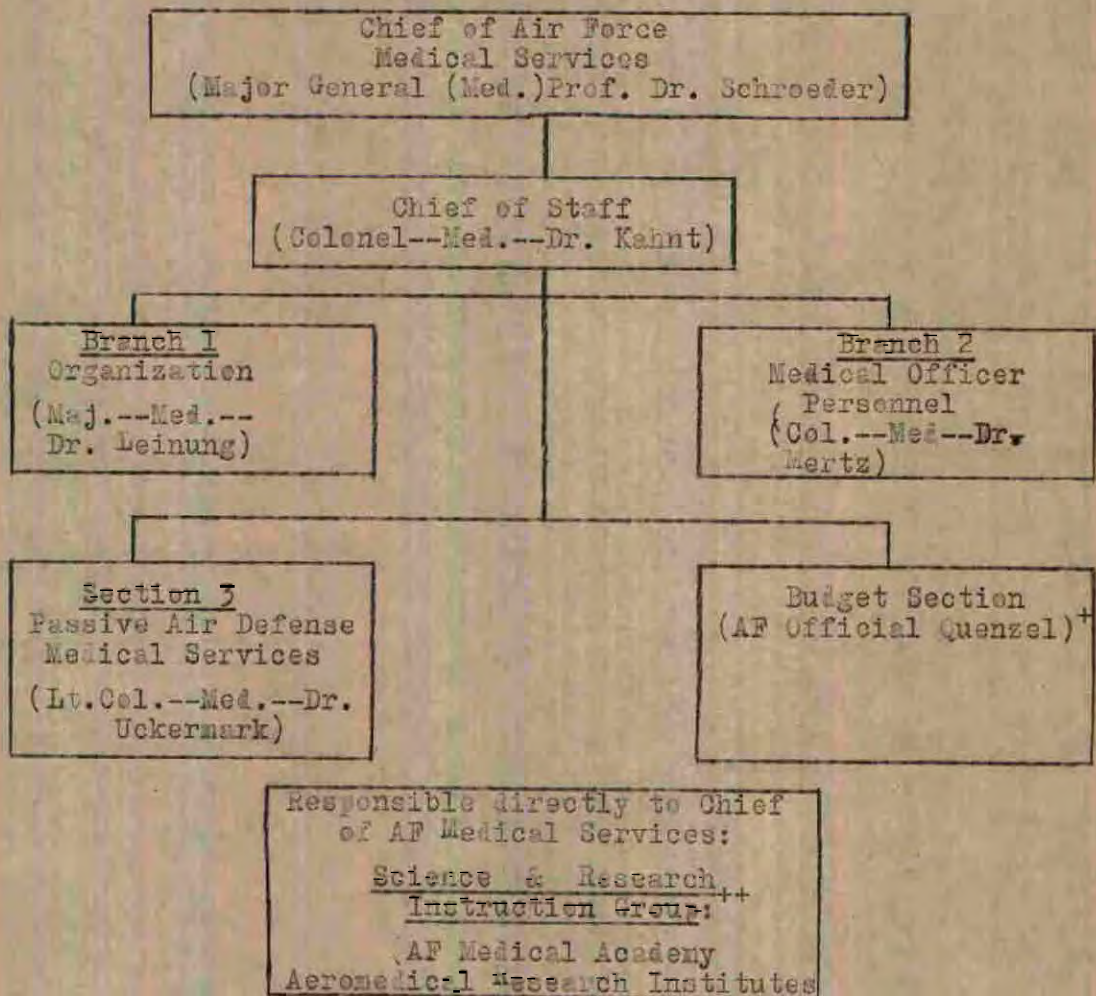 Chief of Air Force
Medical Services
(Major General (Med.)Prof. Dr. Schroeder)
Chief of Staff
(Colonel--Med.--Dr. Kahnt)
Branch 1
Organization
(Maj.--Med.--
Dr. Leinung)
Branch 2
Medical Officer
( Personnel
(Col.--Med--Dr.
Mertz)
Section 3
Passive Air Defense
Medical Services
(Lt.Col.--Med.--Dr.
Uckermark)
Budget Section
(AF Official Quenzel)+
Responsible directly to Chief
of AF Medical Services:
Science & Research
Instruction Group:++
(AF Medical Academy
Aeromedical Research Institutes